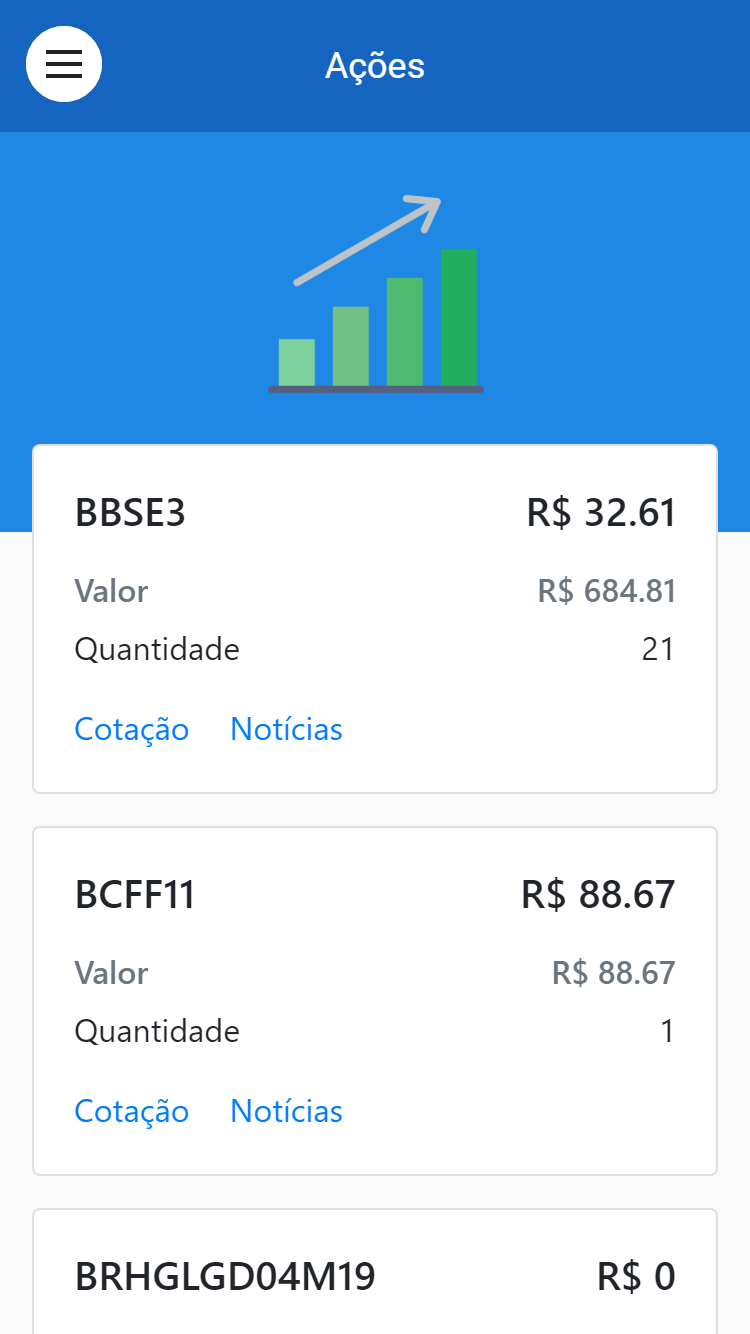 Ações
BBSE3 R$ 32.61
Valor R$ 684.81
Quantidade 21
Cotação Notícias
BCFF11 R$ 88.67
Valor R$ 88.67
Quantidade 1
Cotação Notícias
BRHGLGD04M19 R$ 0